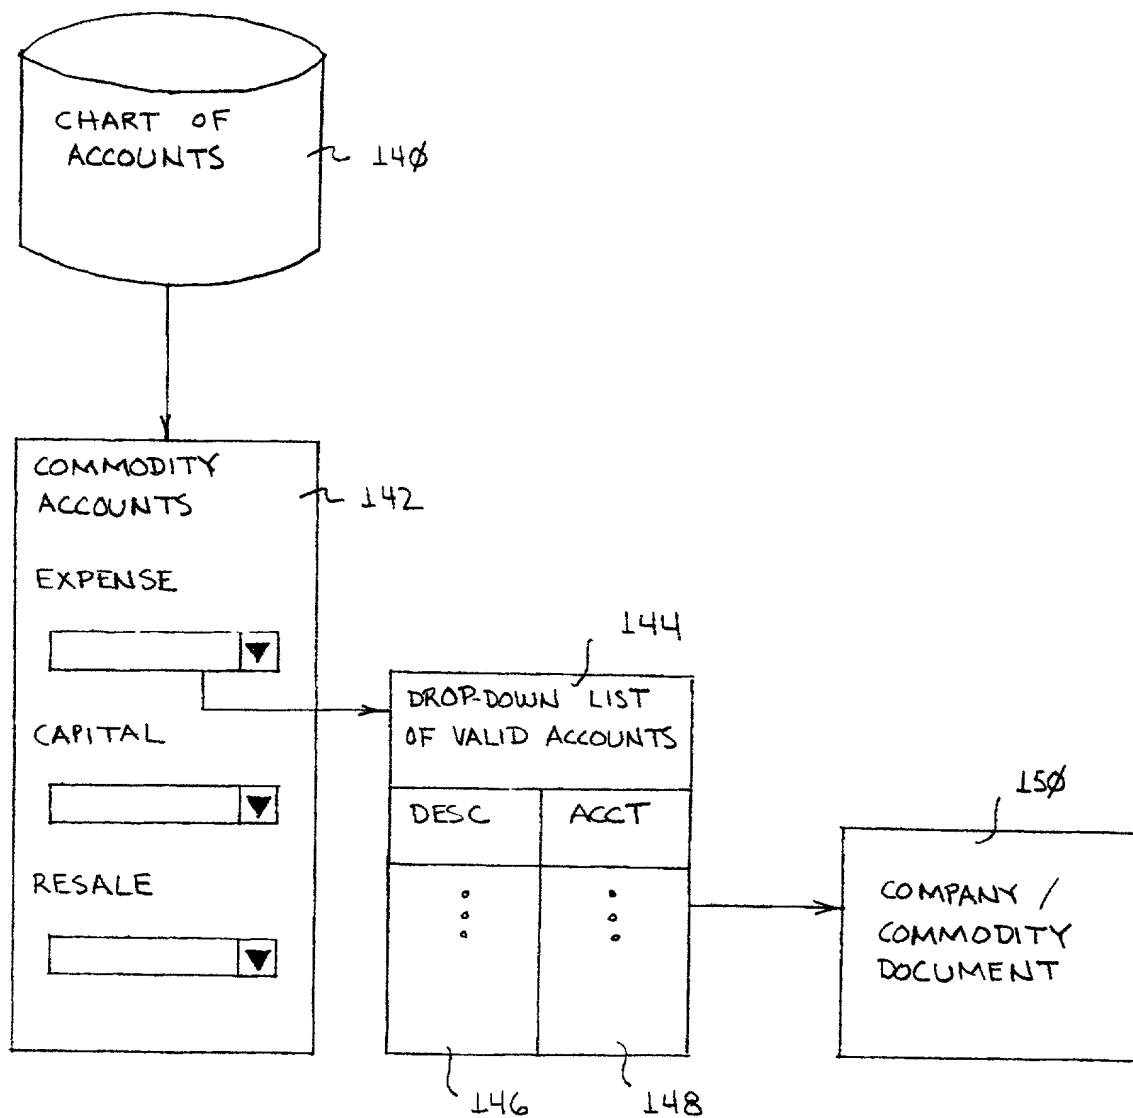 CHART OF
ACCOUNTS
140
COMMODITY
ACCOUNTS
142
EXPENSE
144
DROP-DOWN LIST
OF VALID ACCOUNTS
CAPITAL
DESC
ACCT
150
RESALE
COMPANY /
COMMODITY
DOCUMENT
146
148